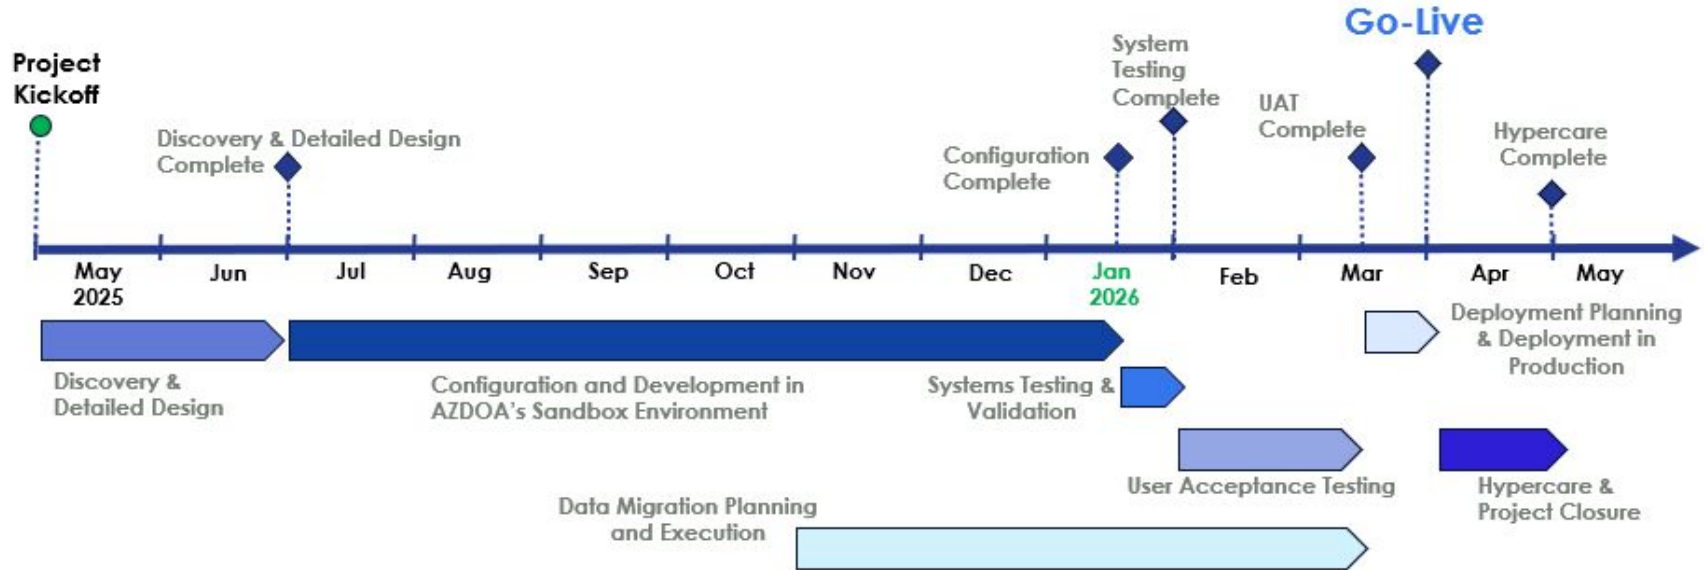 Go-Live
Project
Kickoff
System
Testing
Complete
UAT
Complete
Discovery & Detailed Design
Complete
Configuration
Complete
Hypercare
Complete
May
2025
Jun
Jul
Aug
Sep
Oct
Nov
Dec
Jan
2026
Feb
Mar
Apr
May
Deployment Planning
& Deployment in
Production
Discovery &
Detailed Design
Configuration and Development in
AZDOA's Sandbox Environment
Systems Testing &
Validation
User Acceptance Testing
Hypercare &
Project Closure
Data Migration Planning
and Execution